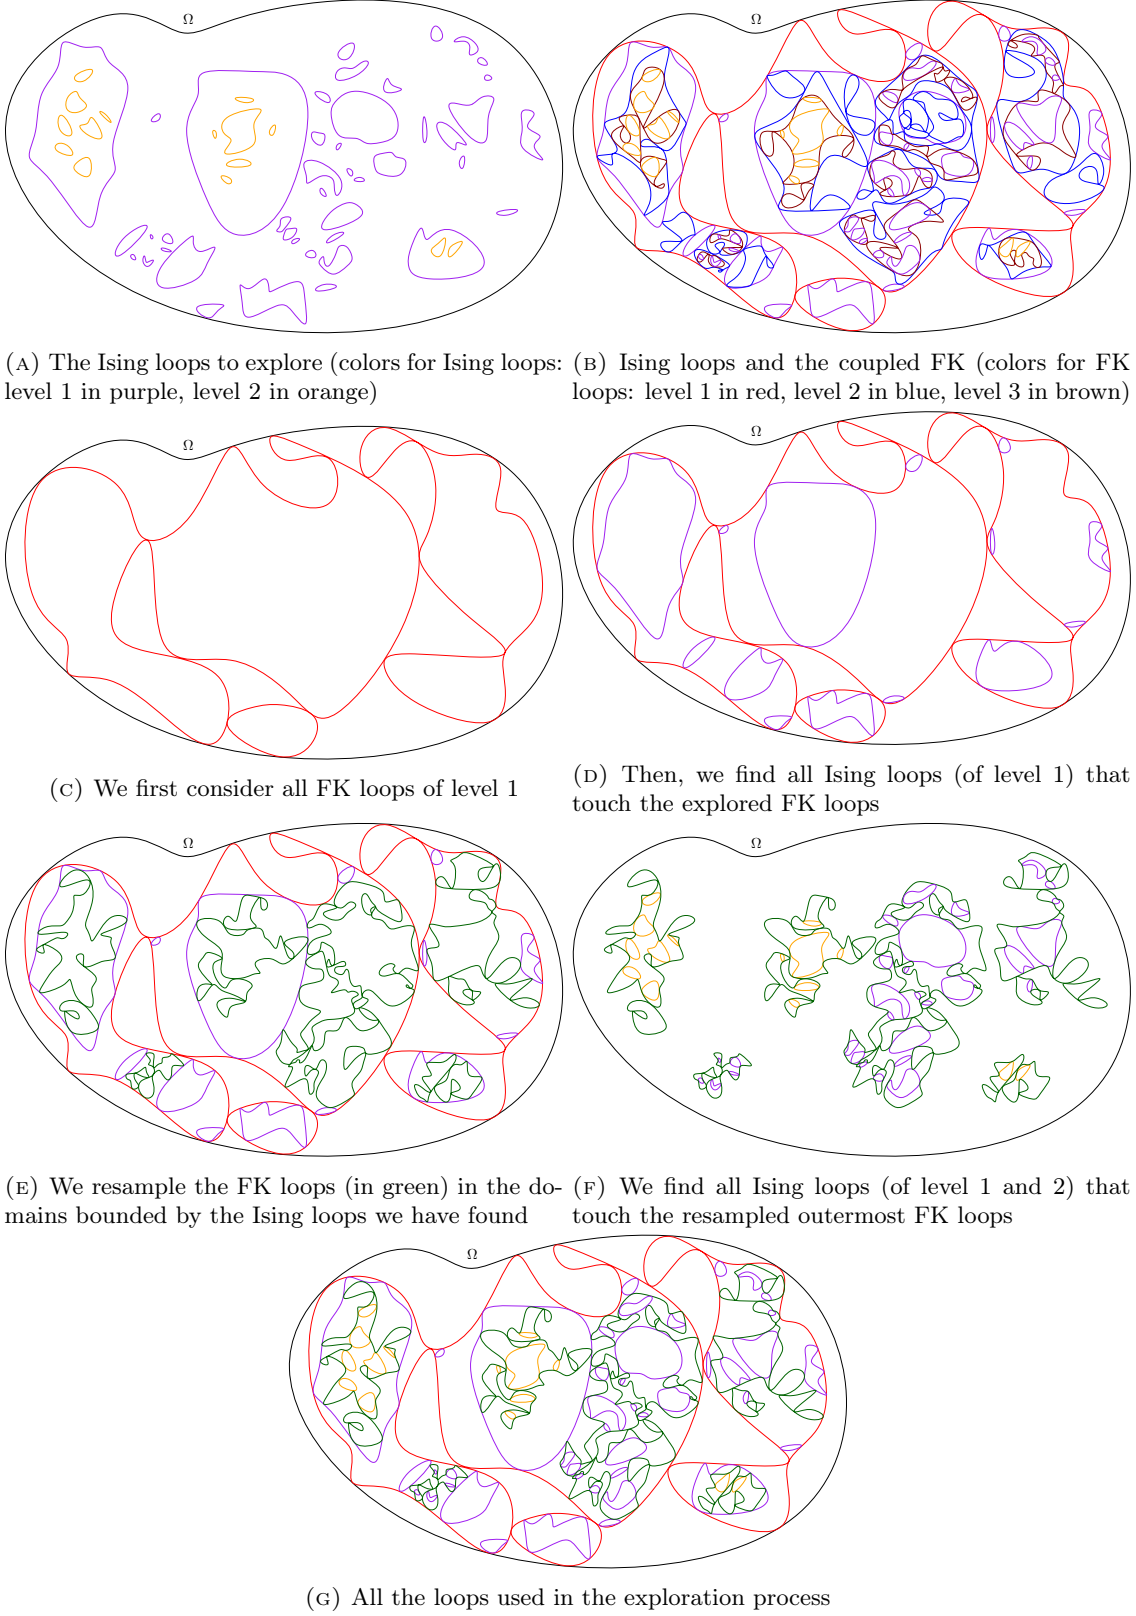 Ω
Ω
(A) The Ising loops to explore (colors for Ising loops:
level 1 in purple, level 2 in orange)
(B) Ising loops and the coupled FK (colors for FK
loops: level 1 in red, level 2 in blue, level 3 in brown)
Ω
Ω
(C) We first consider all FK loops of level 1
(D) Then, we find all Ising loops (of level 1) that
touch the explored FK loops
Ω
Ω
(E) We resample the FK loops (in green) in the do-
mains bounded by the Ising loops we have found
(F) We find all Ising loops (of level 1 and 2) that
touch the resampled outermost FK loops
Ω
(G) All the loops used in the exploration process